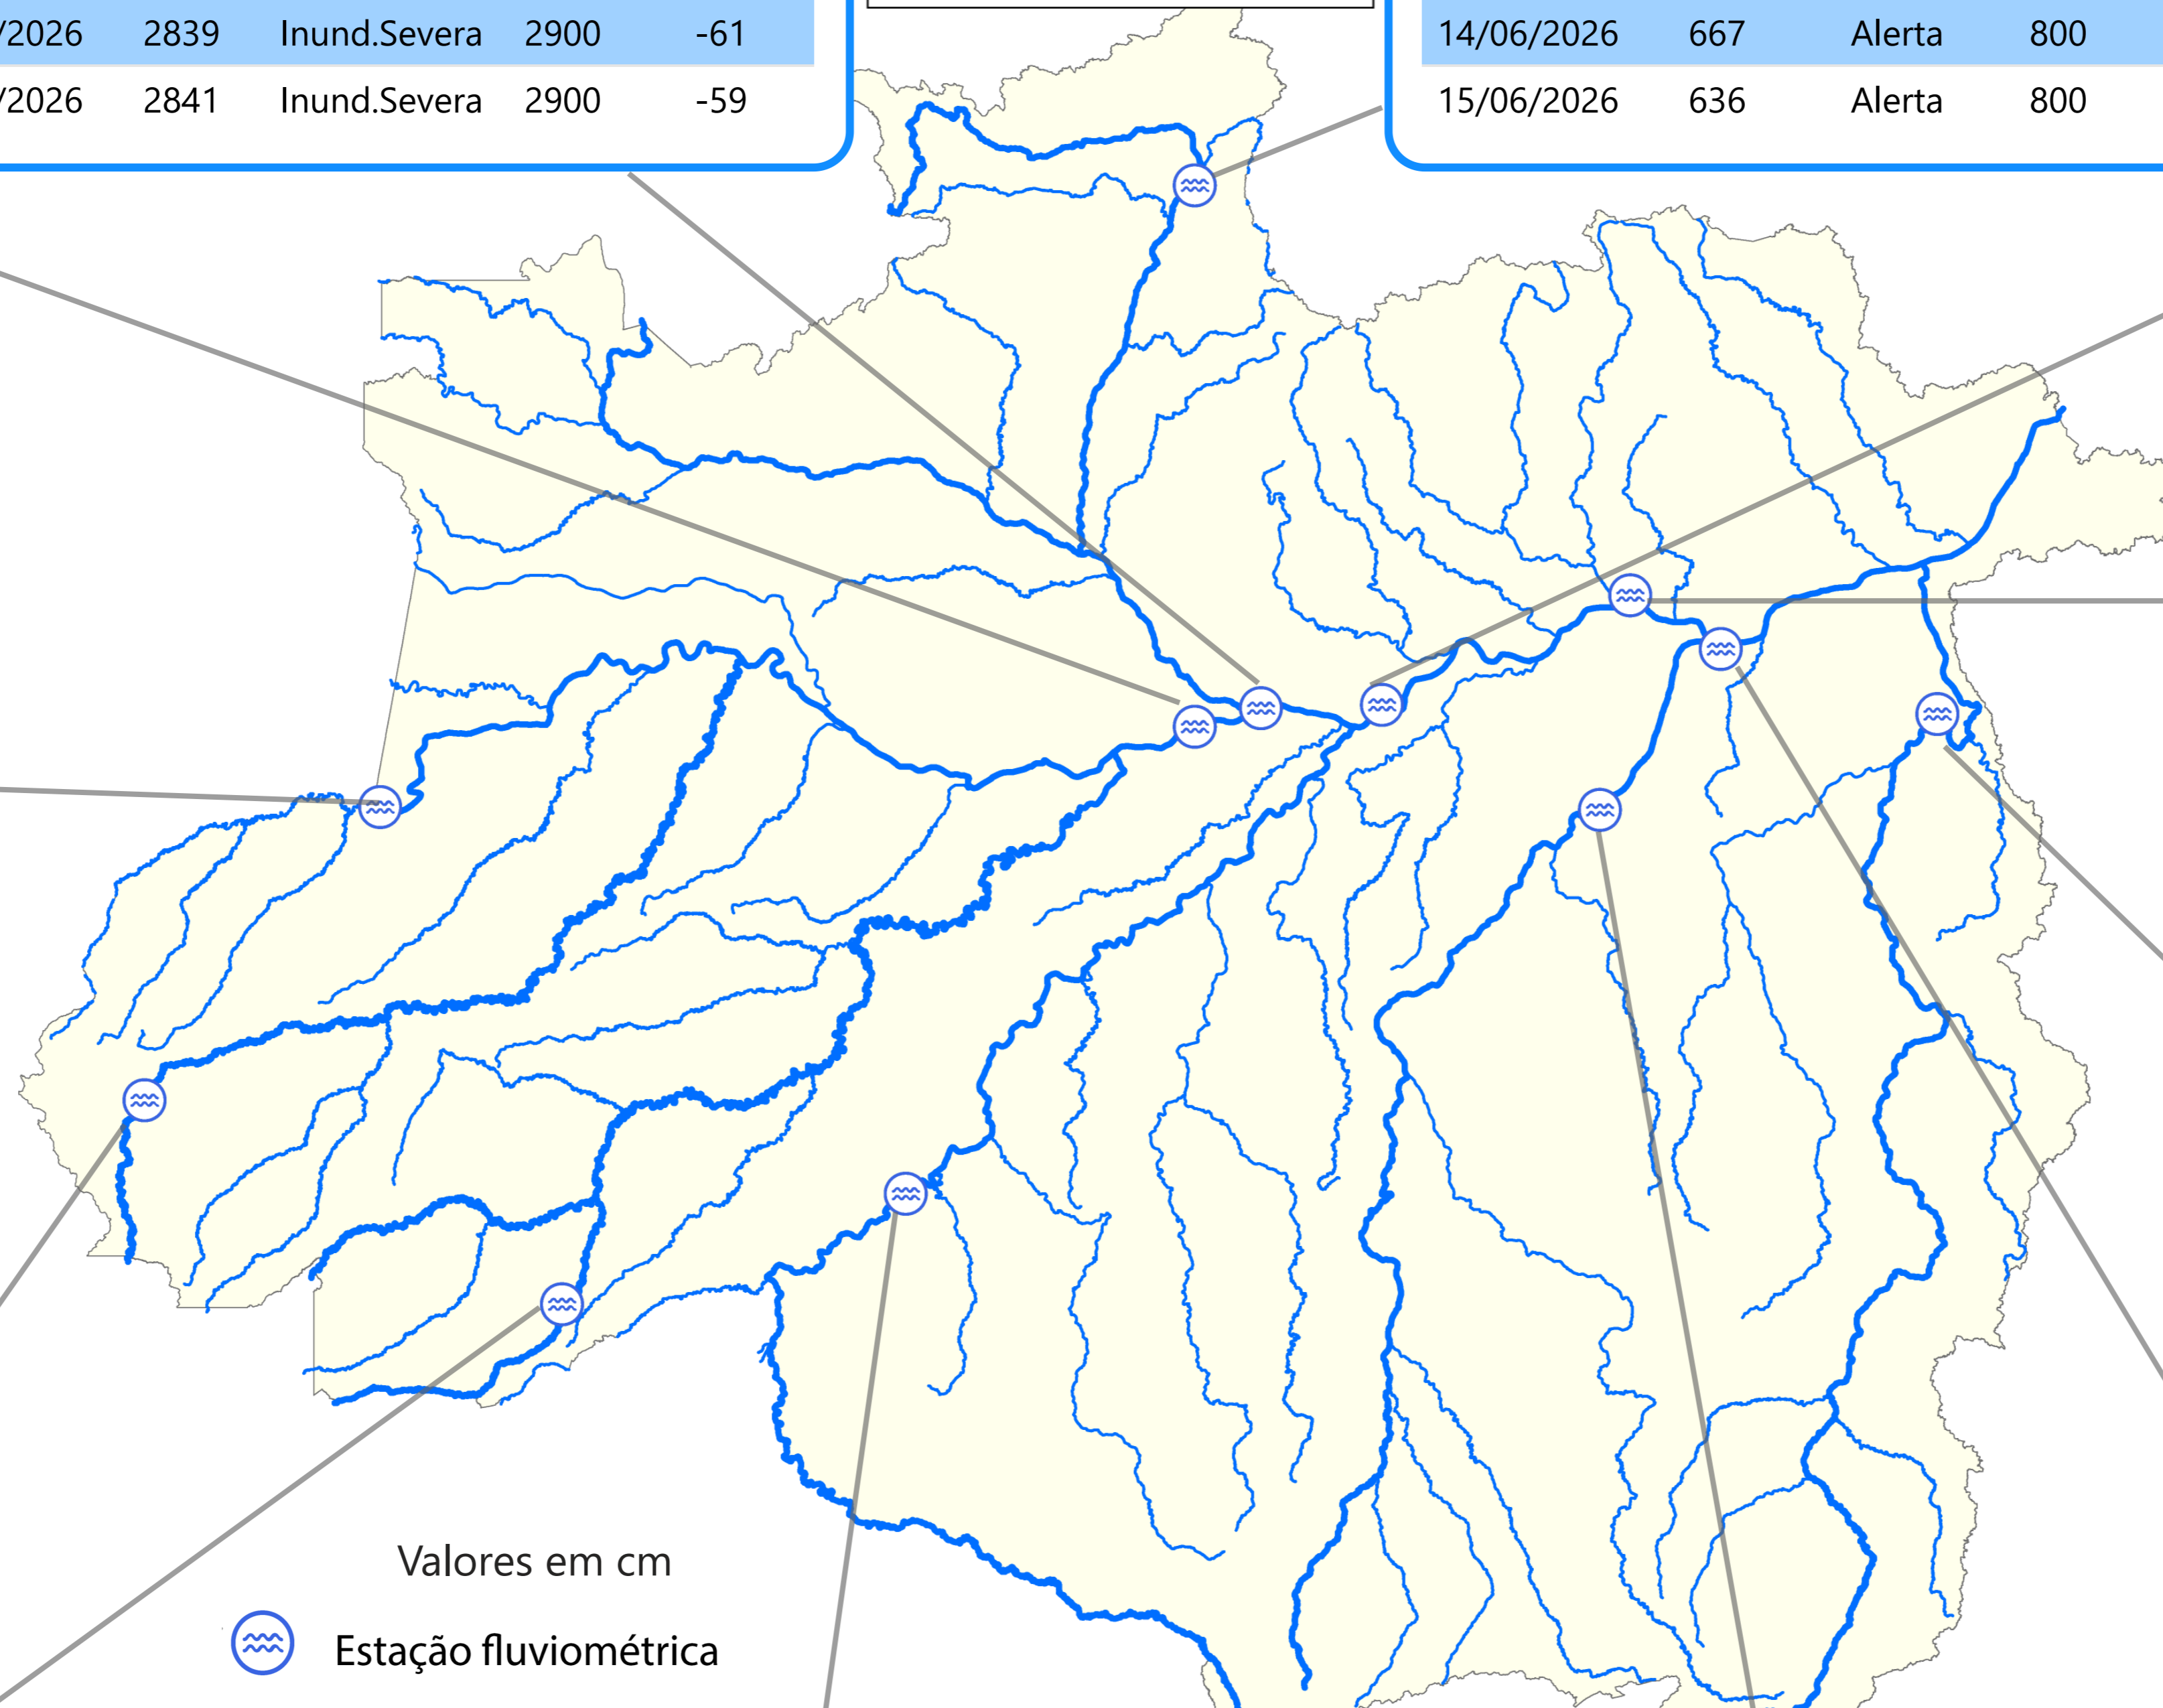 /2026 2839 Inund.Severa 2900 -61
/2026 2841 Inund.Severa 2900 -59
14/06/2026 667 Alerta 800
15/06/2026 636 Alerta 800
Valores em cm
Estação fluviométrica